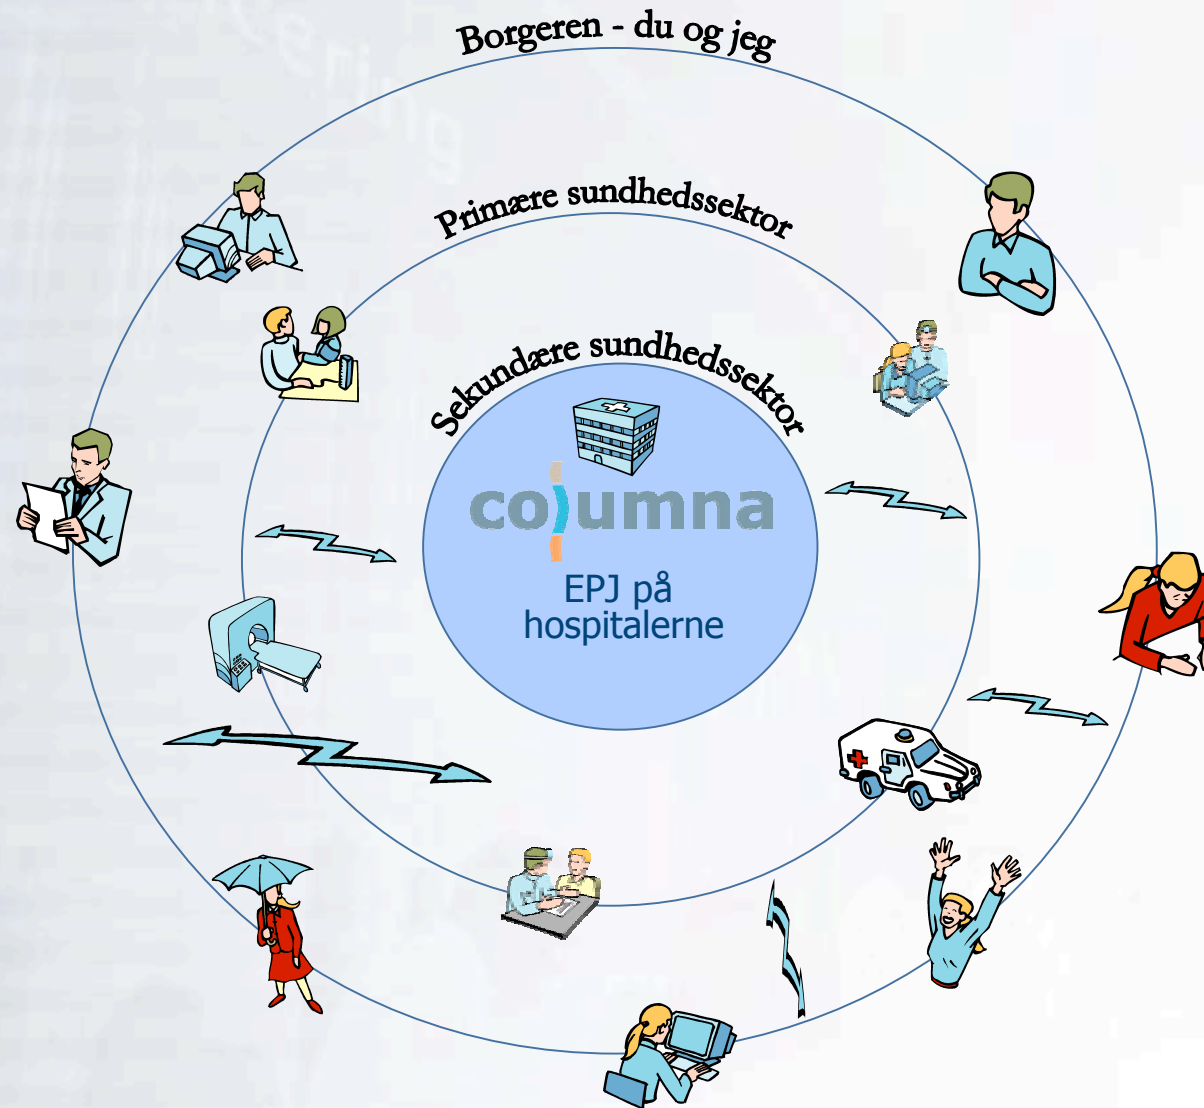 Borgeren - du og jeg
Primære sundhedssektor
Sekundære sundhedssektor
columna
EPJ på
hospitalerne